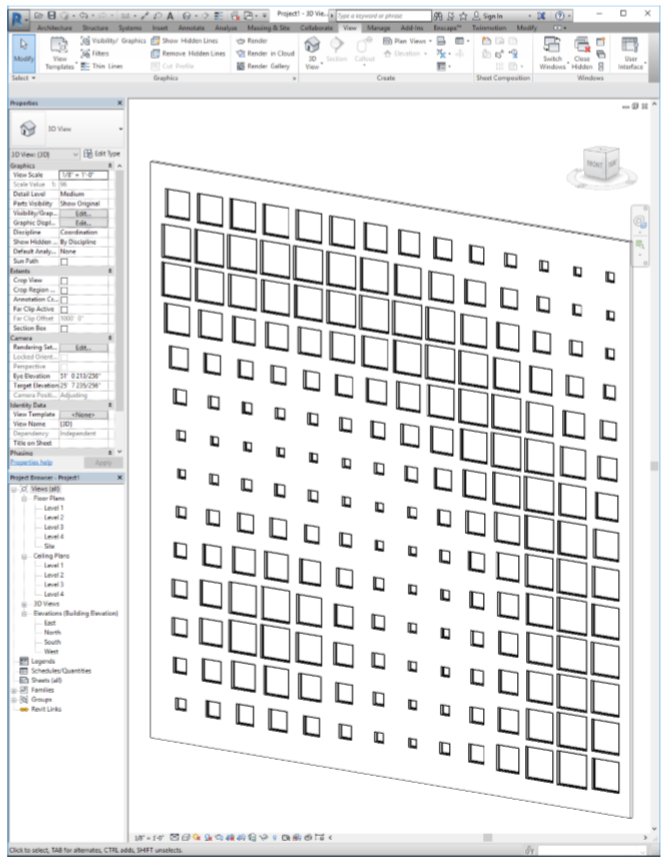 Project1 - 3D Vie...
Type a keyword or phrase
Sign In
Architecture Structure Systems Insert Annotate Analyze Massing & Site Collaborate View Manage Add-Ins Enscape™ Twinmotion Modify
Modify
View
Templates
Visibility/ Graphics
Filters
Thin Lines
Show Hidden Lines
Remove Hidden Lines
Cut Profile
Render
Render in Cloud
Render Gallery
3D
View
Section
Callout
Plan Views
Elevation
Switch
Windows
Close
Hidden
User
Interface
Select
Graphics
Create
Sheet Composition
Windows
Properties
3D View
3D View: {3D}
Edit Type
Graphics
View Scale 1/8" = 1'-0"
Scale Value 1: 96
Detail Level Medium
Parts Visibility Show Original
Visibility/Grap... Edit...
Graphic Displ... Edit...
Discipline Coordination
Show Hidden ... By Discipline
Default Analy... None
Sun Path
Extents
Crop View
Crop Region ...
Annotation Cr...
Far Clip Active
Far Clip Offset 1000' 0"
Section Box
Camera
Rendering Set... Edit...
Locked Orient...
Perspective
Eye Elevation 51' 0 213/256"
Target Elevation 25' 7 235/256"
Camera Positi... Adjusting
Identity Data
View Template <None>
View Name {3D}
Dependency Independent
Title on Sheet
Phasing
Properties help
Apply
Project Browser - Project1
Views (all)
Floor Plans
Level 1
Level 2
Level 3
Level 4
Site
Ceiling Plans
Level 1
Level 2
Level 3
Level 4
3D Views
Elevations (Building Elevation)
East
North
South
West
Legends
Schedules/Quantities
Sheets (all)
Families
Groups
Revit Links
FRONT
1/8" = 1'-0"
Click to select, TAB for alternates, CTRL adds, SHIFT unselects.